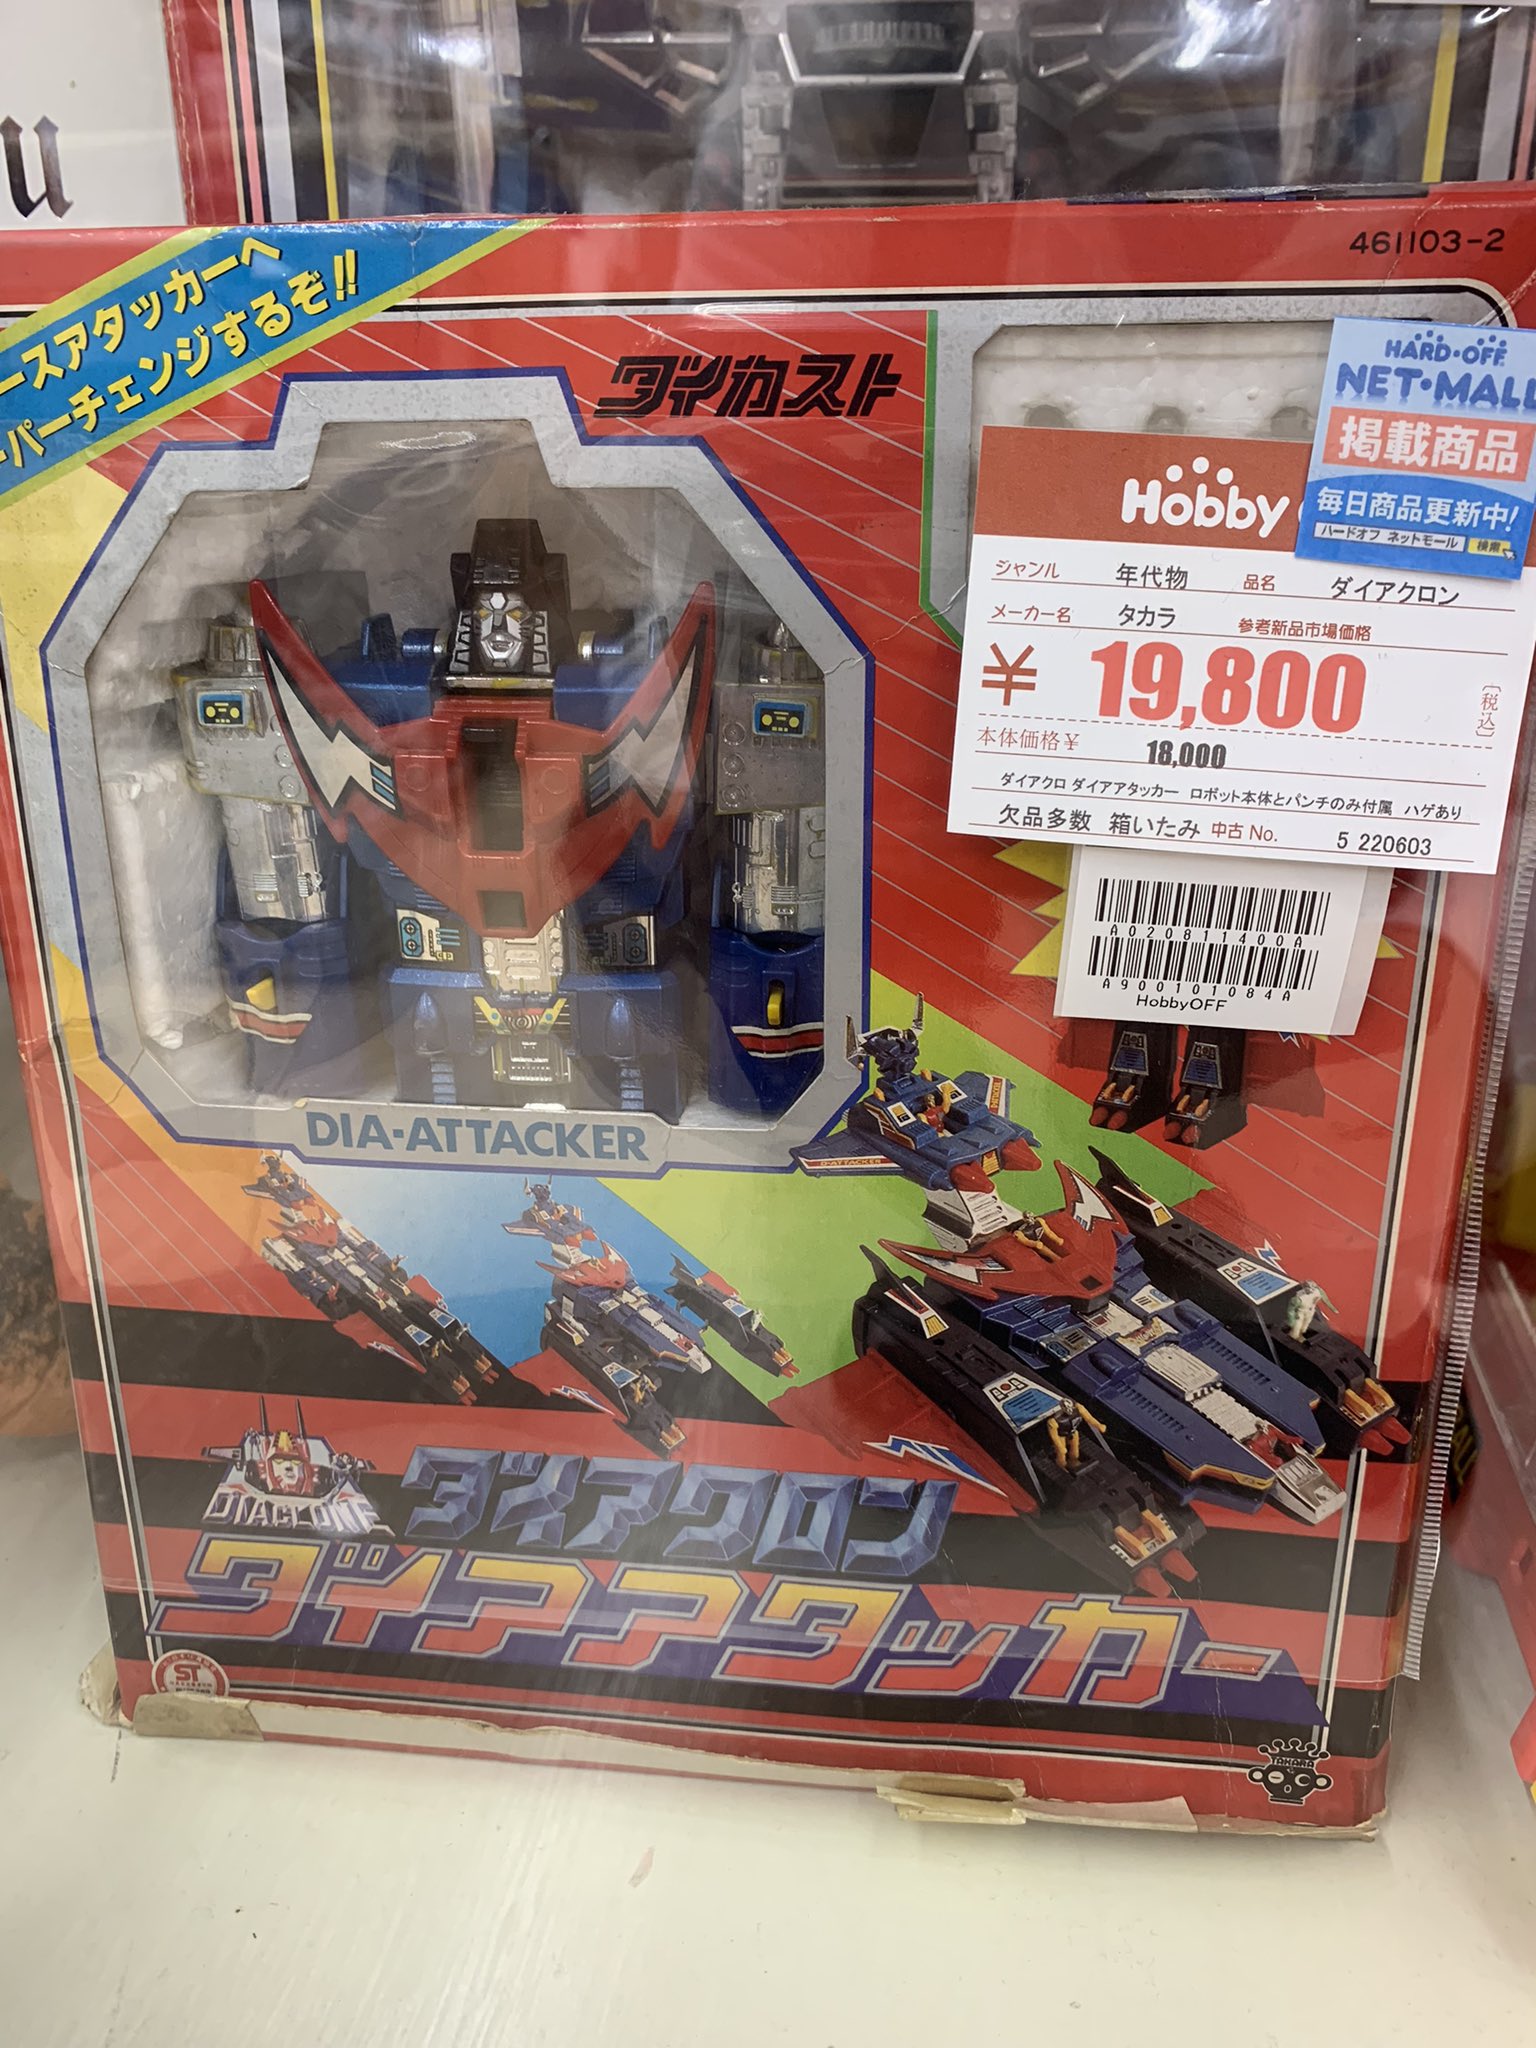 u
461103-2
ースアタッカーへ
ーパーチェンジするぞ!!
ダイカスト
HARD・OFF
NET・MALL
掲載商品
毎日商品更新中!
ハードオフ ネットモール 検索
Hobby
ジャンル 年代物 品名 ダイアクロン
メーカー名 タカラ 参考新品市場価格
¥ 19,800 〔税込〕
本体価格¥ 18,000
ダイアクロ ダイアアタッカー ロボット本体とパンチのみ付属 ハゲあり
欠品多数 箱いたみ 中古 No. 5 220603
A020811400A
A900101084A
HobbyOFF
DIA-ATTACKER
D-ATTACKER
DIACLONE
ダイアクロン
ダイアアタッカー
ST
TAKARA